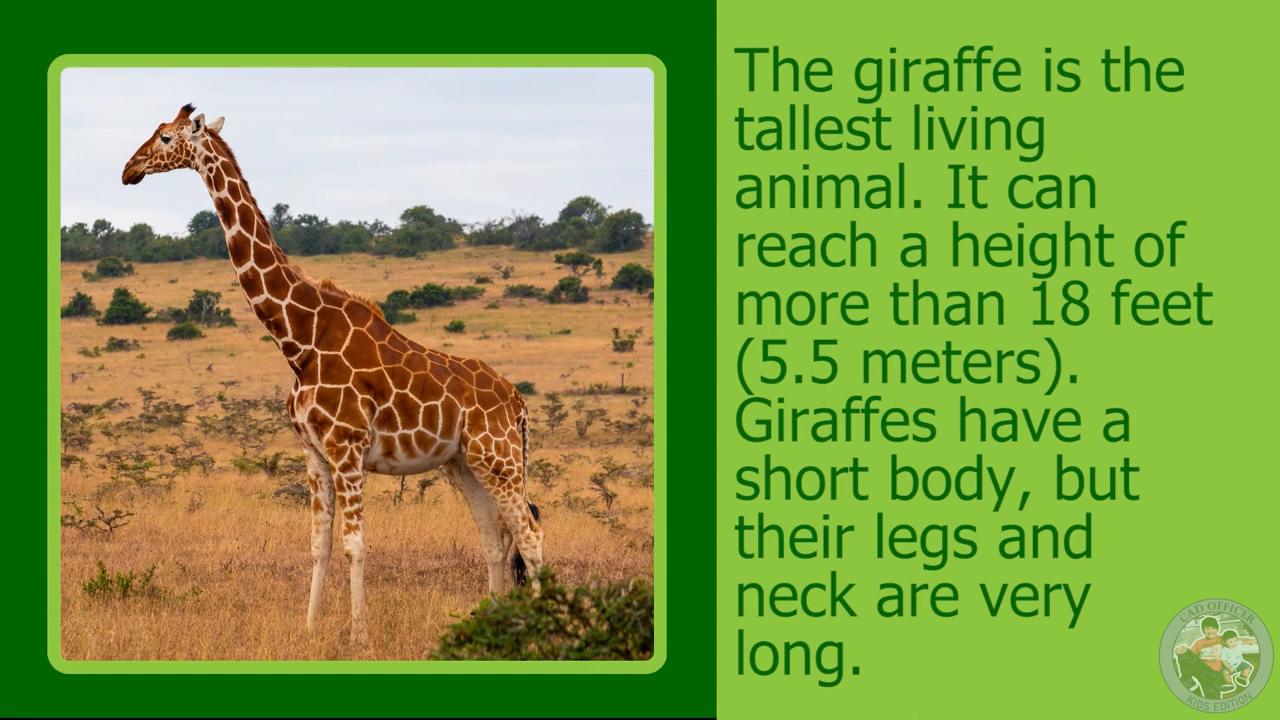 The giraffe is the
tallest living
animal. It can
reach a height of
more than 18 feet
(5.5 meters).
Giraffes have a
short body, but
their legs and
neck are very
long.
CAD OFFICER
KIDS EDITION